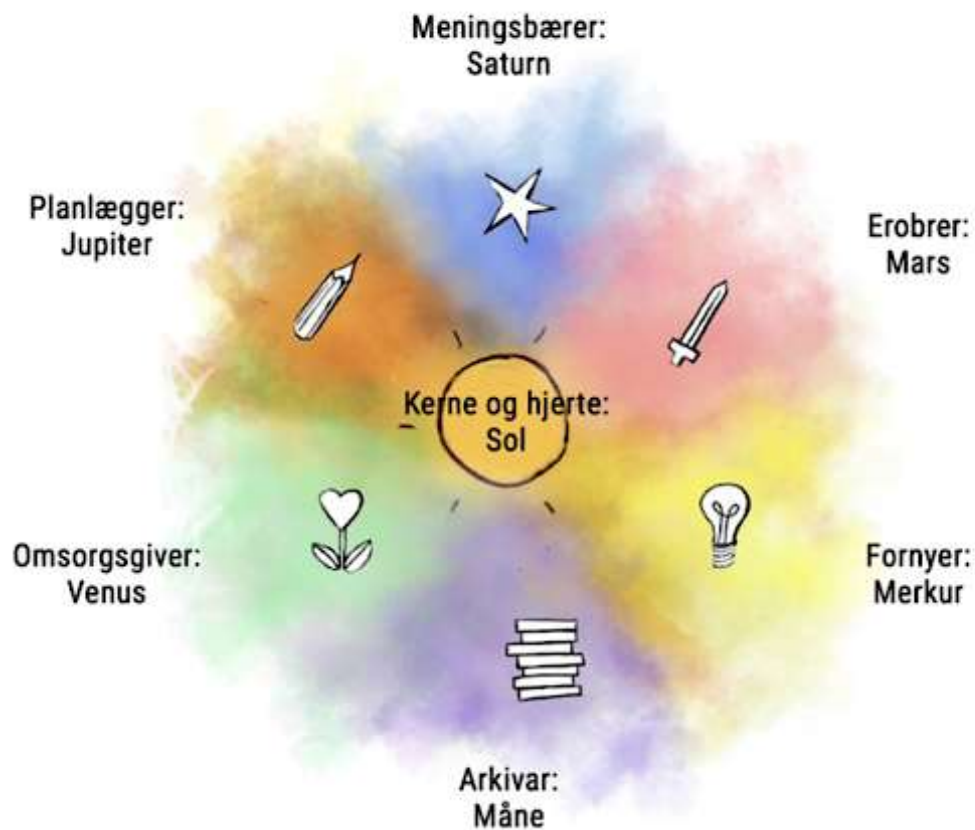 Meningsbærer:
Saturn
Planlægger:
Jupiter
Erobrer:
Mars
Kerne og hjerte:
Sol
Omsorgsgiver:
Venus
Fornyer:
Merkur
Arkivar:
Måne